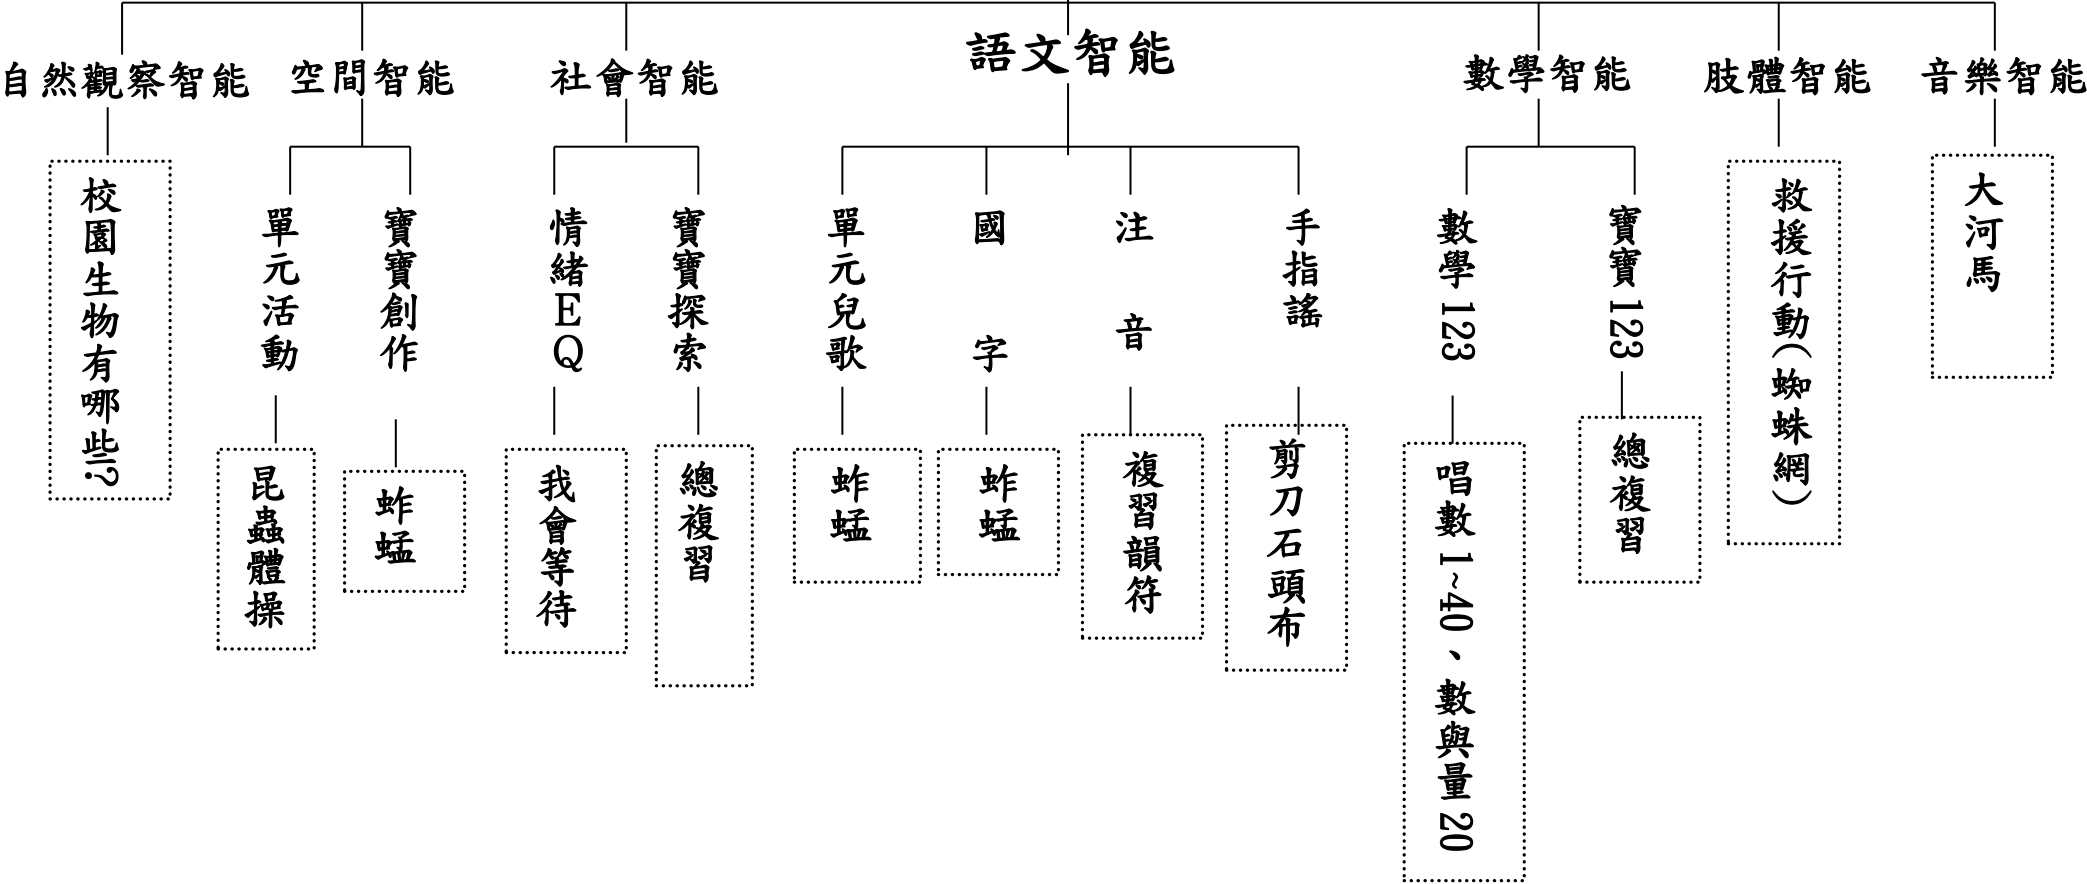 自然觀察智能
空間智能
社會智能
語文智能
數學智能
肢體智能
音樂智能
校園生物有哪些?
單元活動
寶寶創作
情緒EQ
寶寶探索
單元兒歌
國字
注音
手指謠
數學123
寶寶123
救援行動(蜘蛛網)
大河馬
昆蟲體操
蚱蜢
我會等待
總複習
蚱蜢
蚱蜢
複習韻符
剪刀石頭布
唱數1~40、數與量20
總複習